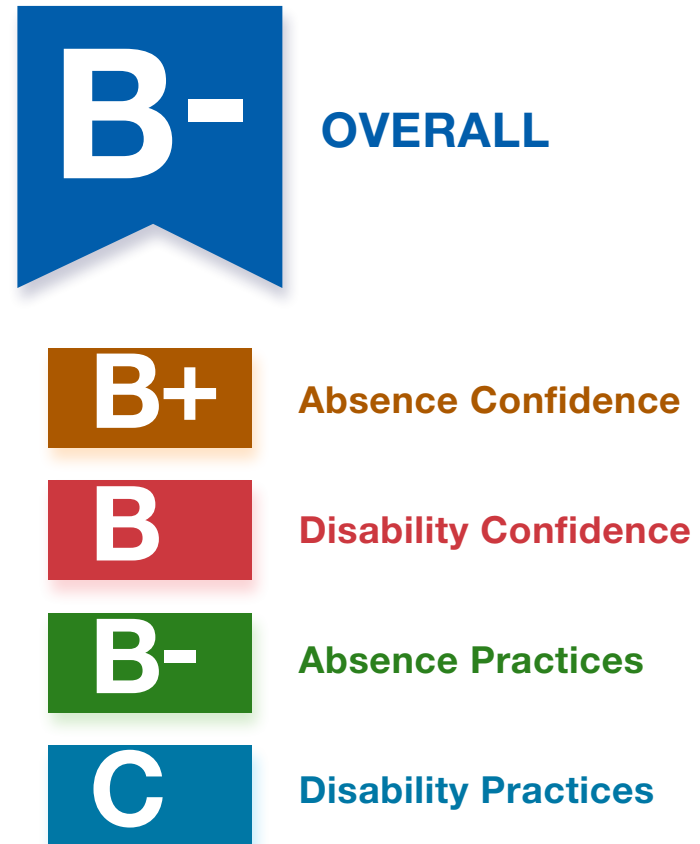 B- OVERALL
B+ Absence Confidence
B Disability Confidence
B- Absence Practices
C Disability Practices